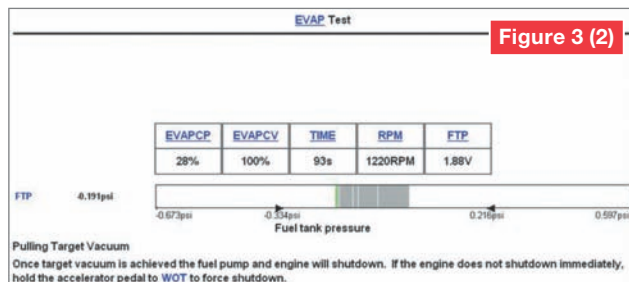 EVAP Test
Figure 3 (2)
EVAPCP EVAPCV TIME RPM FTP
28% 100% 93s 1220RPM 1.88V
FTP -0.191psi
-0.673psi -0.334psi 0.216psi 0.597psi
Fuel tank pressure
Pulling Target Vacuum
Once target vacuum is achieved the fuel pump and engine will shutdown. If the engine does not shutdown immediately,
hold the accelerator pedal to WOT to force shutdown.